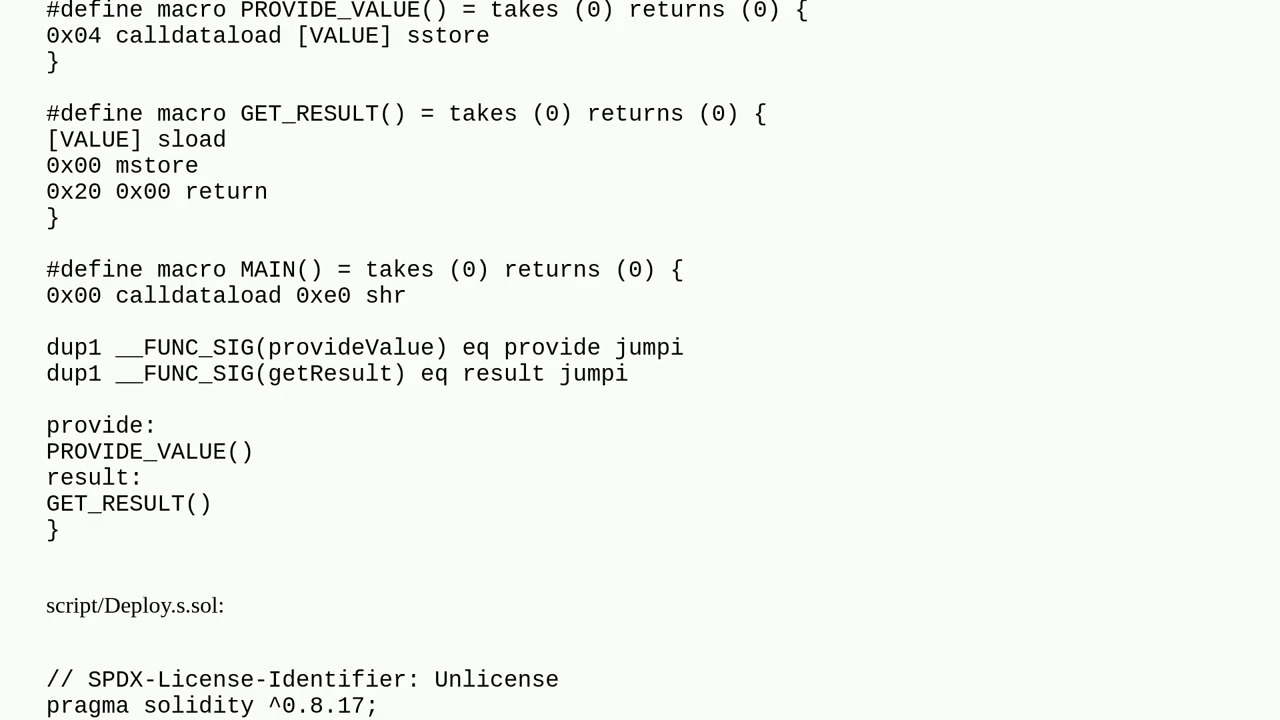 #define macro PROVIDE_VALUE() = takes (0) returns (0) {
0x04 calldataload [VALUE] sstore
}
#define macro GET_RESULT() = takes (0) returns (0) {
[VALUE] sload
0x00 mstore
0x20 0x00 return
}
#define macro MAIN() = takes (0) returns (0) {
0x00 calldataload 0xe0 shr
dup1 __FUNC_SIG(provideValue) eq provide jumpi
dup1 __FUNC_SIG(getResult) eq result jumpi
provide:
PROVIDE_VALUE()
result:
GET_RESULT()
}
script/Deploy.s.sol:
// SPDX-License-Identifier: Unlicense
pragma solidity ^0.8.17;